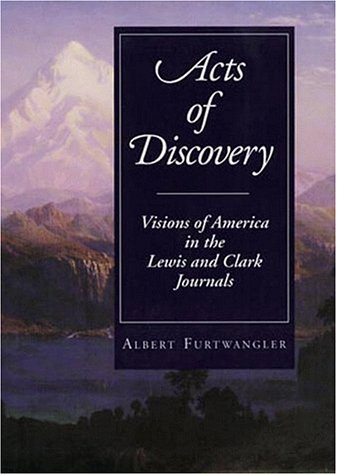 Acts
of
Discovery
Visions of America
in the
Lewis and Clark
Journals
ALBERT FURTWANGLER